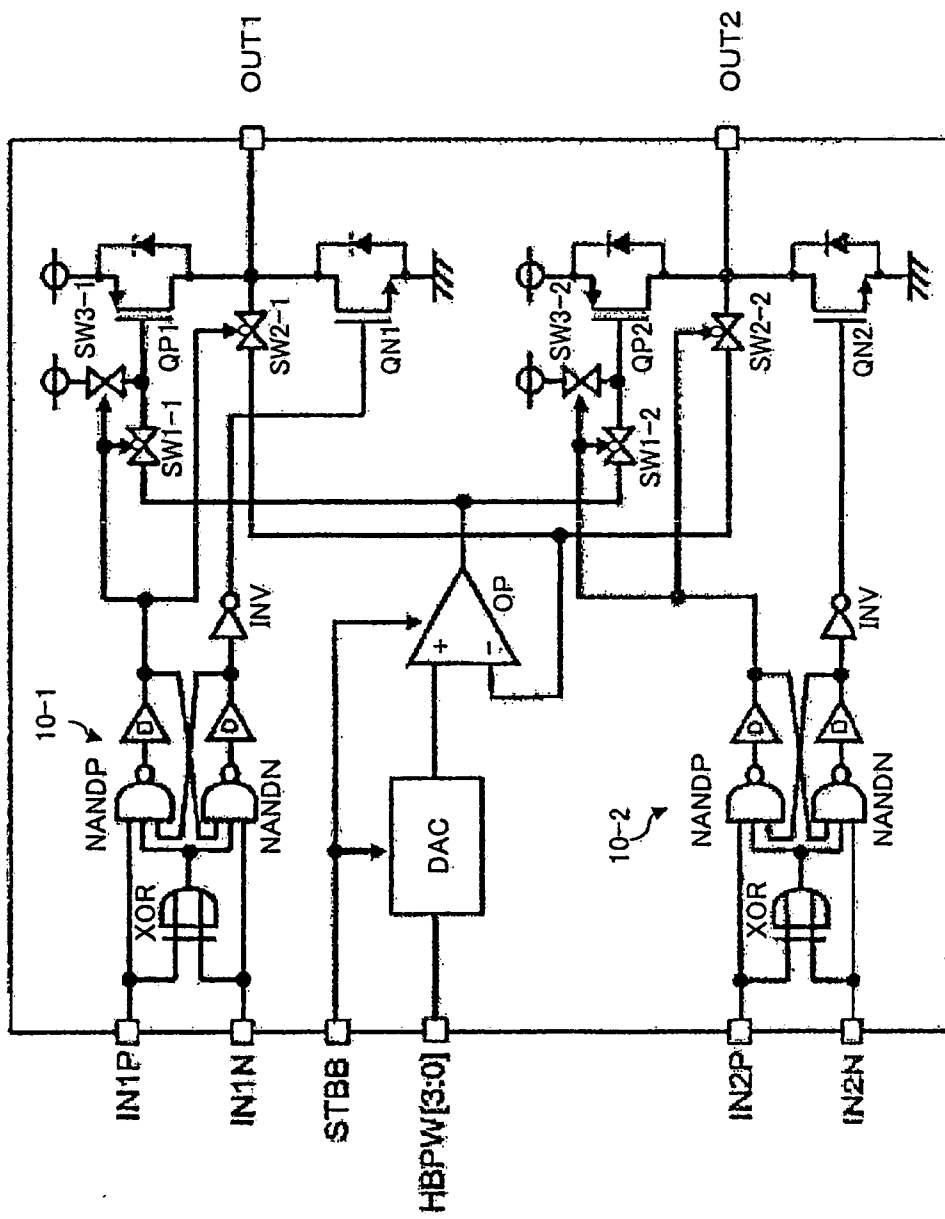 OUT1
OUT2
SW3-1
QP1
SW1-1
SW2-1
QN1
SW3-2
QP2
SW1-2
SW2-2
QN2
10-1
NANDP
D
D
INV
NANDN
XOR
OP
+
−
DAC
10-2
NANDP
D
D
INV
NANDN
XOR
IN1P
IN1N
STBB
HBPW[3:0]
IN2P
IN2N